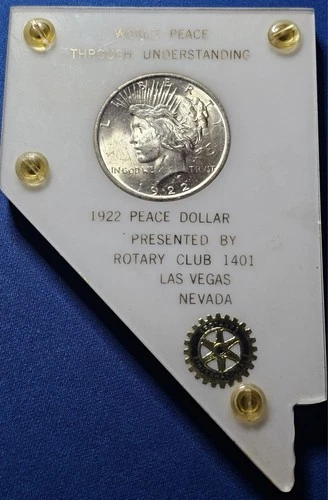 WORLD PEACE
THROUGH UNDERSTANDING
LIBERTY
IN GOD WE TRVST
1922
1922 PEACE DOLLAR
PRESENTED BY
ROTARY CLUB 1401
LAS VEGAS
NEVADA